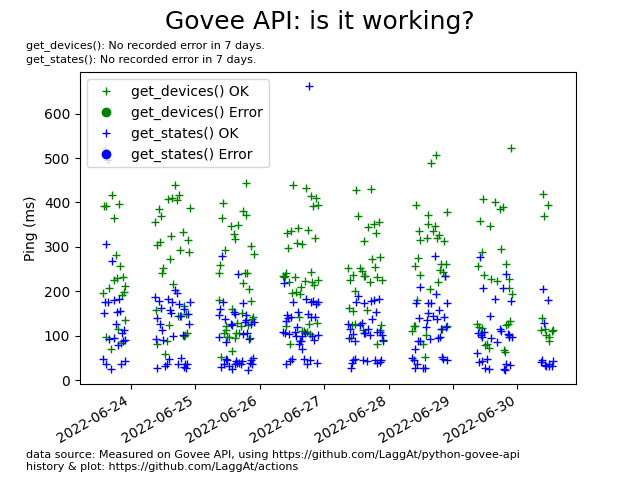 Govee API: is it working?
get_devices(): No recorded error in 7 days.
get_states(): No recorded error in 7 days.
get_devices() OK
get_devices() Error
get_states() OK
get_states() Error
Ping (ms)
600
500
400
300
200
100
0
2022-06-24
2022-06-25
2022-06-26
2022-06-27
2022-06-28
2022-06-29
2022-06-30
data source: Measured on Govee API, using https://github.com/LaggAt/python-govee-api
history & plot: https://github.com/LaggAt/actions